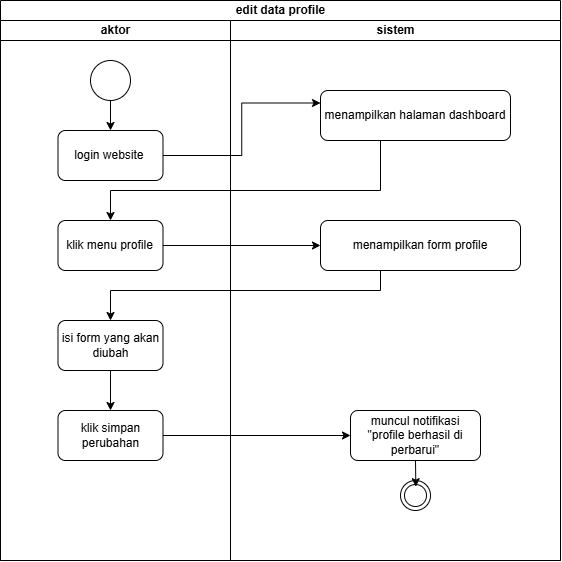 edit data profile
aktor
sistem
menampilkan halaman dashboard
login website
klik menu profile
menampilkan form profile
isi form yang akan
diubah
klik simpan
perubahan
muncul notifikasi
"profile berhasil di
perbarui"